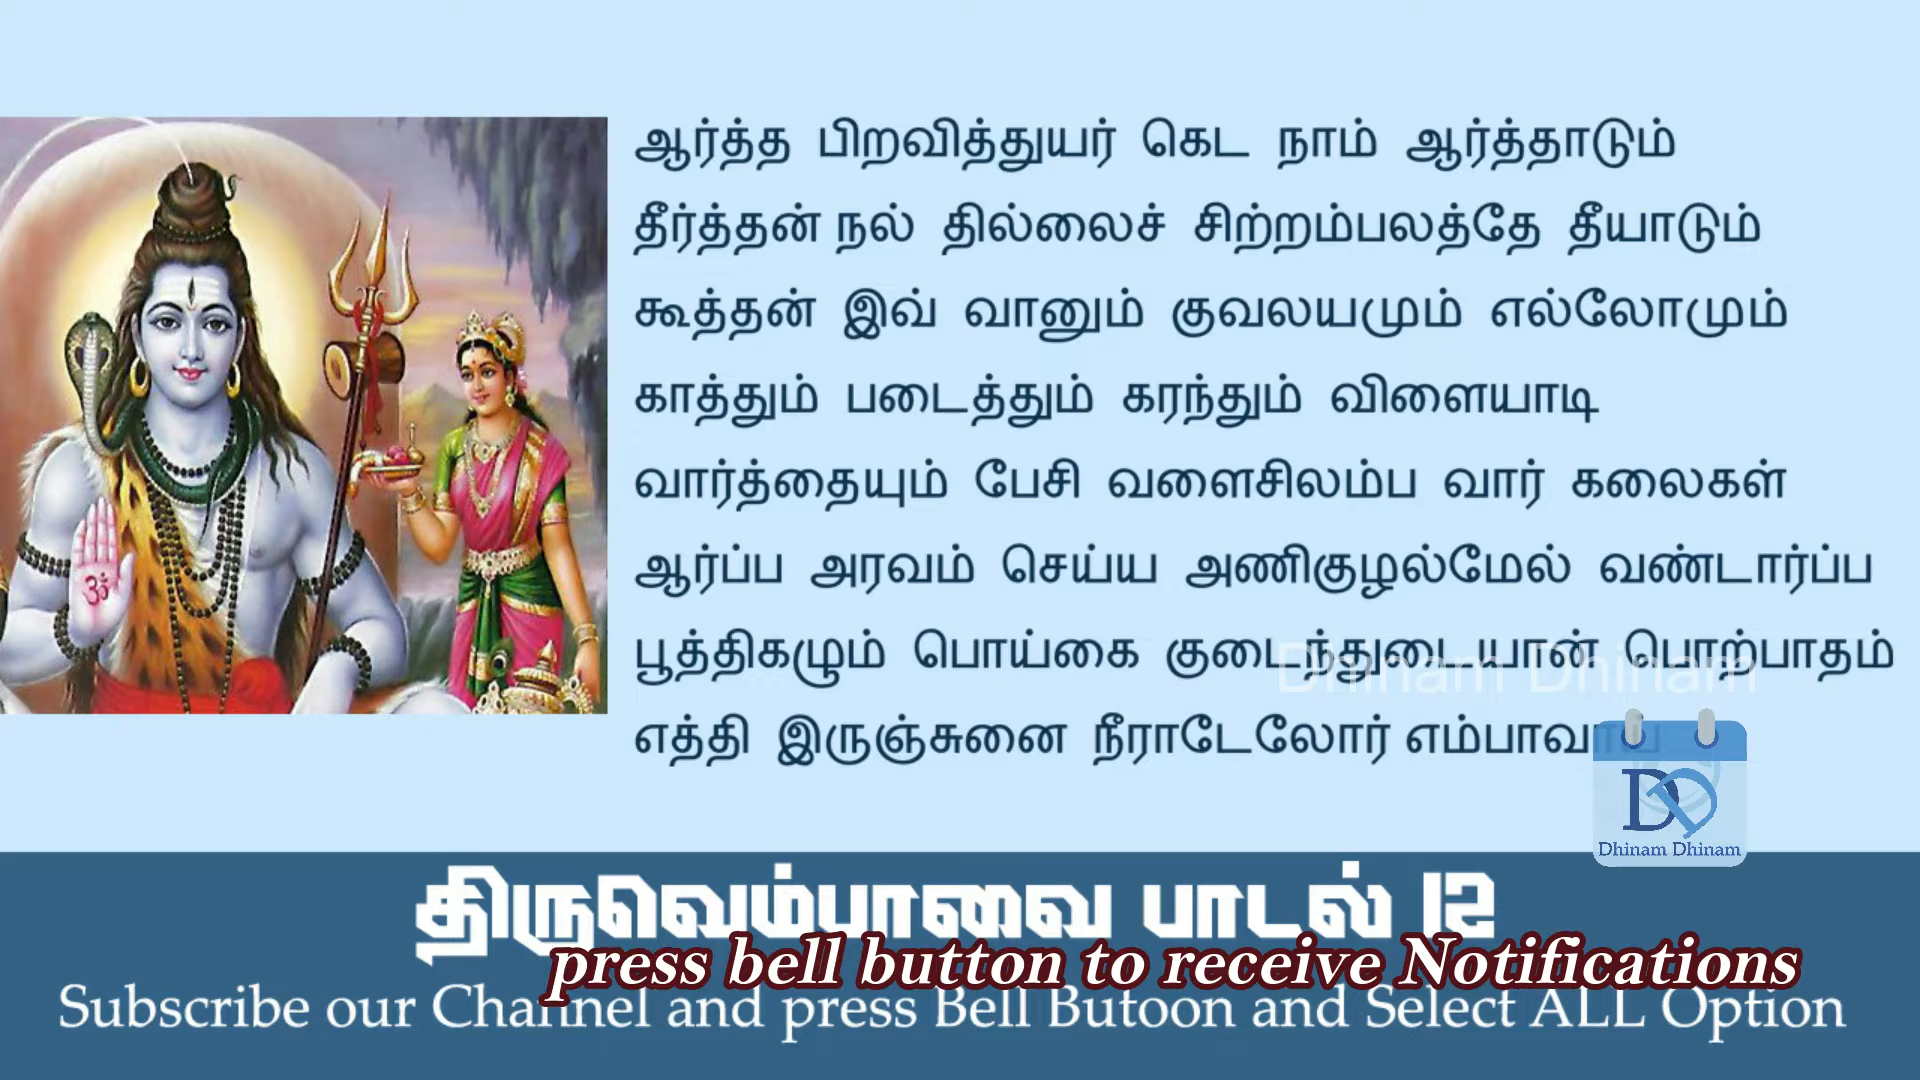 ஆர்த்த பிறவித்துயர் கெட நாம் ஆர்த்தாடும்
தீர்த்தன் நல் தில்லைச் சிற்றம்பலத்தே தீயாடும்
கூத்தன் இவ் வானும் குவலயமும் எல்லோமும்
காத்தும் படைத்தும் கரந்தும் விளையாடி
வார்த்தையும் பேசி வளைசிலம்ப வார் கலைகள்
ஆர்ப்ப அரவம் செய்ய அணிகுழல்மேல் வண்டார்ப்ப
பூத்திகழும் பொய்கை குடைந்துடையான் பொற்பாதம்
Dhinam Dhinam
எத்தி இருஞ்சுனை நீராடேலோர் எம்பாவாய்
DD
Dhinam Dhinam
திருவெம்பாவை பாடல் 12
press bell button to receive Notifications
Subscribe our Channel and press Bell Butoon and Select ALL Option
ॐ